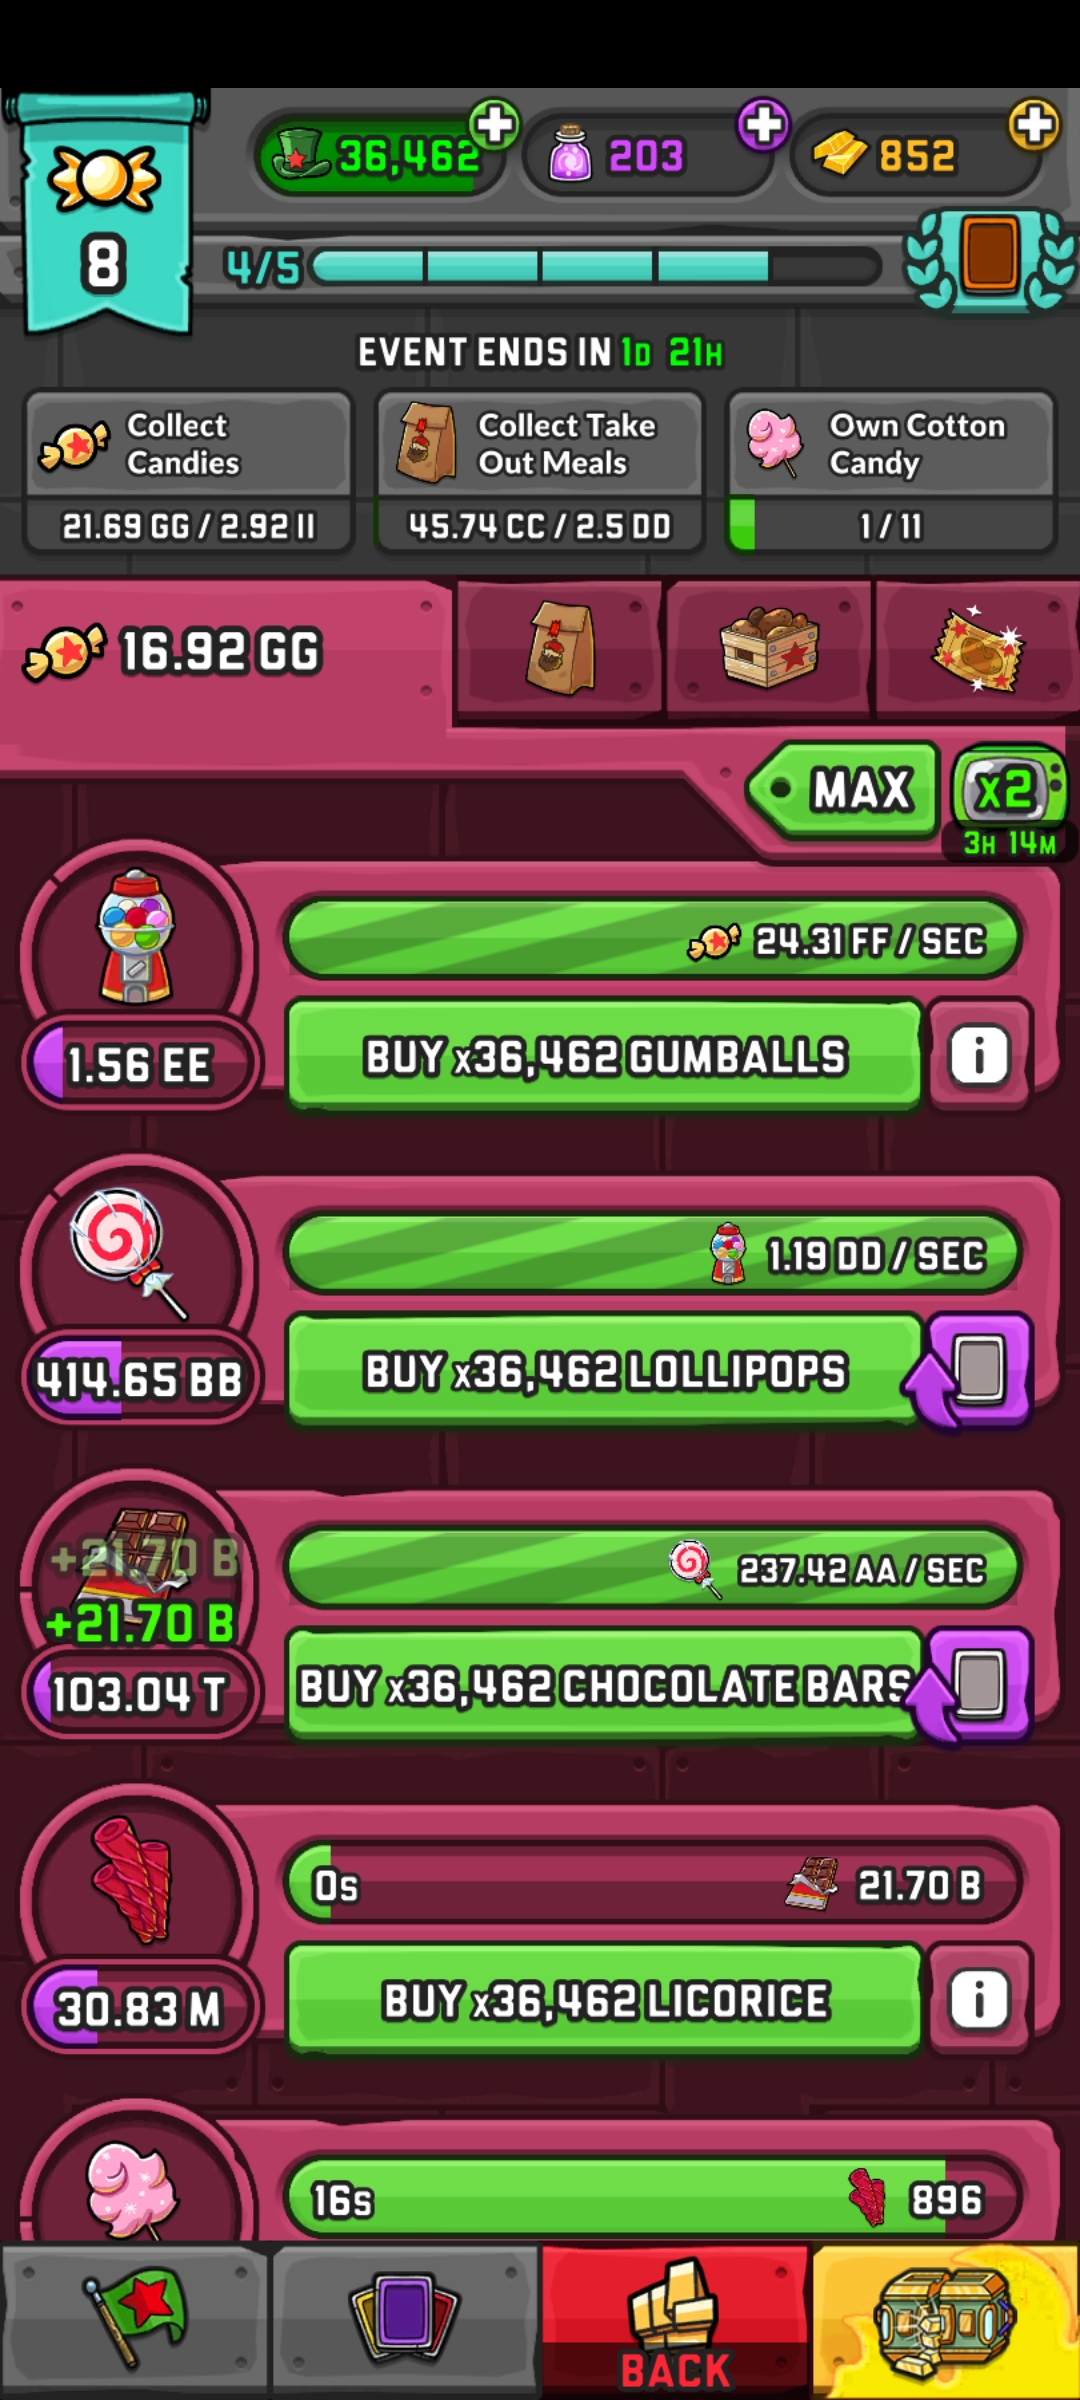 36,462
203
852
8
4/5
EVENT ENDS IN 1D 21H
Collect
Candies
21.69 GG / 2.92 II
Collect Take
Out Meals
45.74 CC / 2.5 DD
Own Cotton
Candy
1 / 11
16.92 GG
MAX
x2
3H 14M
24.31 FF / SEC
BUY x36,462 GUMBALLS
i
1.56 EE
1.19 DD / SEC
BUY x36,462 LOLLIPOPS
414.65 BB
+21.70 B
+21.70 B
237.42 AA / SEC
BUY x36,462 CHOCOLATE BARS
103.04 T
0s
21.70 B
BUY x36,462 LICORICE
i
30.83 M
16s
896
BACK